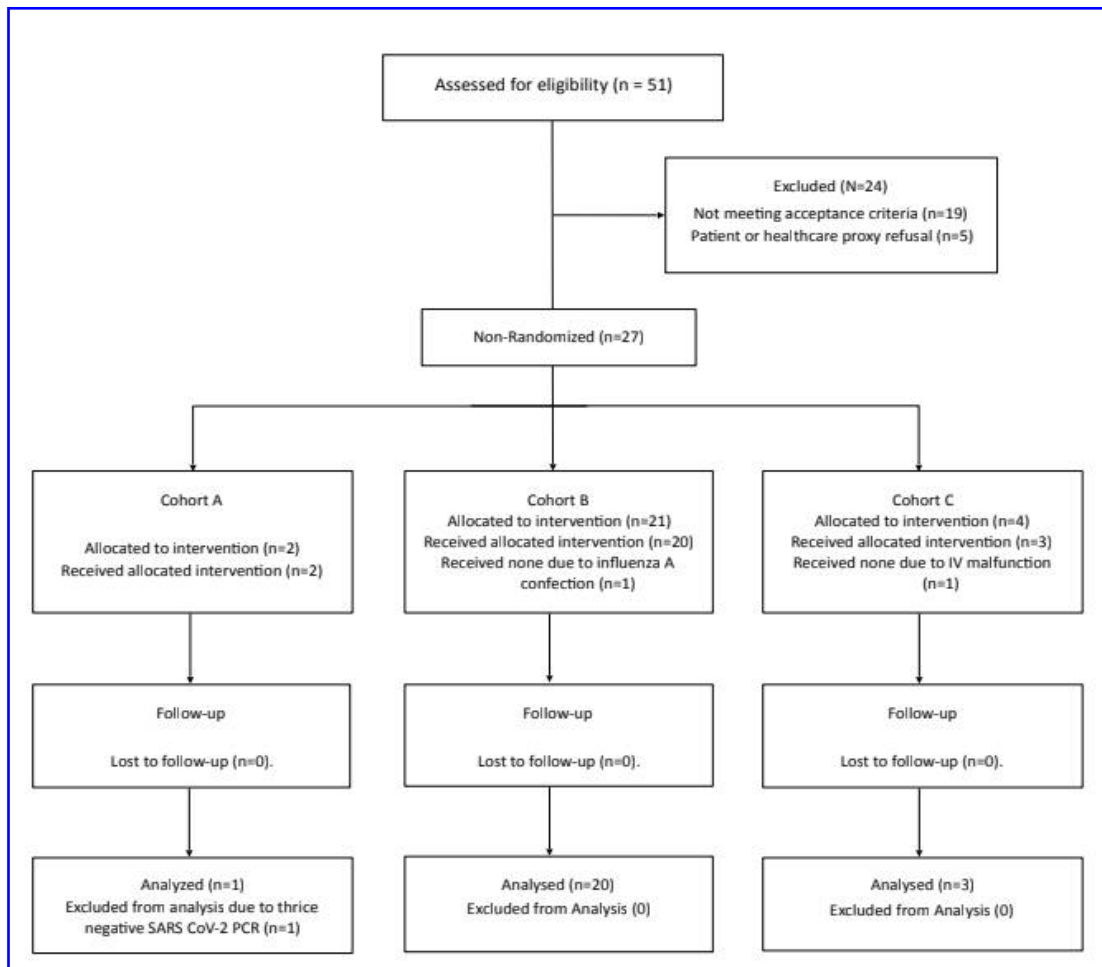 Assessed for eligibility (n = 51)
Excluded (N=24)
Not meeting acceptance criteria (n=19)
Patient or healthcare proxy refusal (n=5)
Non-Randomized (n=27)
Cohort A
Allocated to intervention (n=2)
Received allocated intervention (n=2)
Cohort B
Allocated to intervention (n=21)
Received allocated intervention (n=20)
Received none due to influenza A
confection (n=1)
Cohort C
Allocated to intervention (n=4)
Received allocated intervention (n=3)
Received none due to IV malfunction
(n=1)
Follow-up
Lost to follow-up (n=0).
Follow-up
Lost to follow-up (n=0).
Follow-up
Lost to follow-up (n=0).
Analyzed (n=1)
Excluded from analysis due to thrice
negative SARS CoV-2 PCR (n=1)
Analysed (n=20)
Excluded from Analysis (0)
Analysed (n=3)
Excluded from Analysis (0)